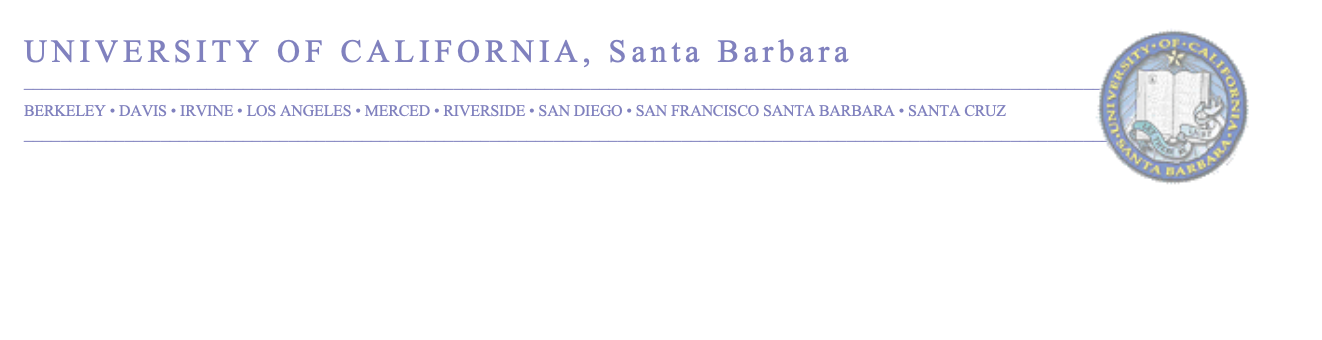 UNIVERSITY OF CALIFORNIA, Santa Barbara
BERKELEY • DAVIS • IRVINE • LOS ANGELES • MERCED • RIVERSIDE • SAN DIEGO • SAN FRANCISCO SANTA BARBARA • SANTA CRUZ
UNIVERSITY·OF·CALIFORNIA
LET THERE BE
SANTA BARBARA